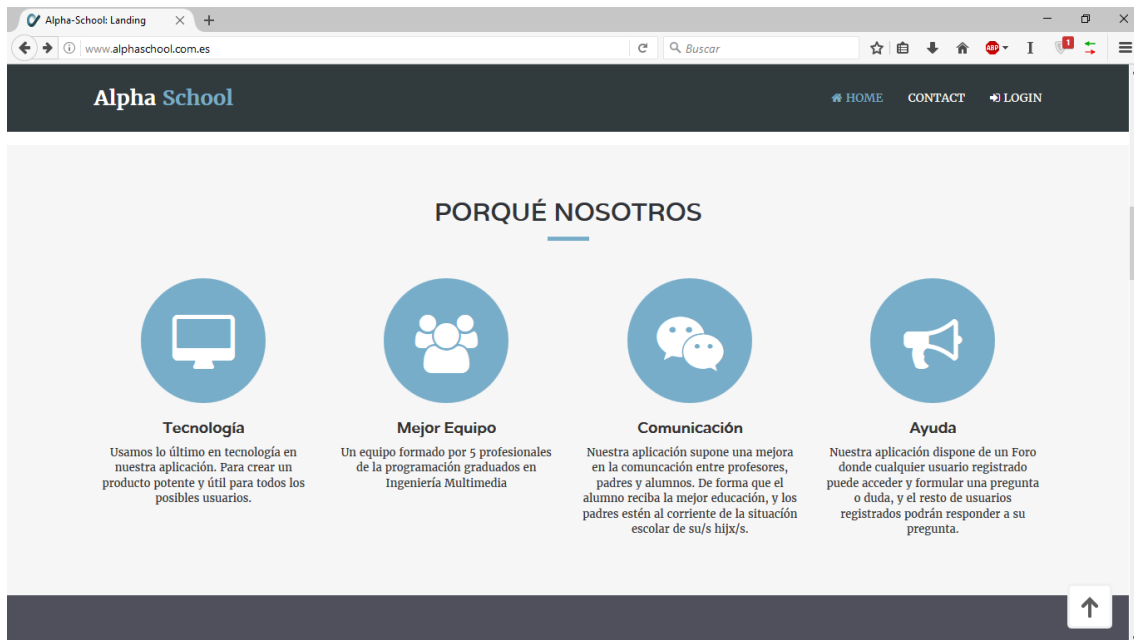 Alpha-School: Landing
www.alphaschool.com.es
Buscar
ABP
1
Alpha School
HOME CONTACT LOGIN
PORQUÉ NOSOTROS
Tecnología
Usamos lo último en tecnología en
nuestra aplicación. Para crear un
producto potente y útil para todos los
posibles usuarios.
Mejor Equipo
Un equipo formado por 5 profesionales
de la programación graduados en
Ingeniería Multimedia
Comunicación
Nuestra aplicación supone una mejora
en la comuncación entre profesores,
padres y alumnos. De forma que el
alumno reciba la mejor educación, y los
padres estén al corriente de la situacíón
escolar de su/s hijx/s.
Ayuda
Nuestra aplicación dispone de un Foro
donde cualquier usuario registrado
puede acceder y formular una pregunta
o duda, y el resto de usuarios
registrados podrán responder a su
pregunta.